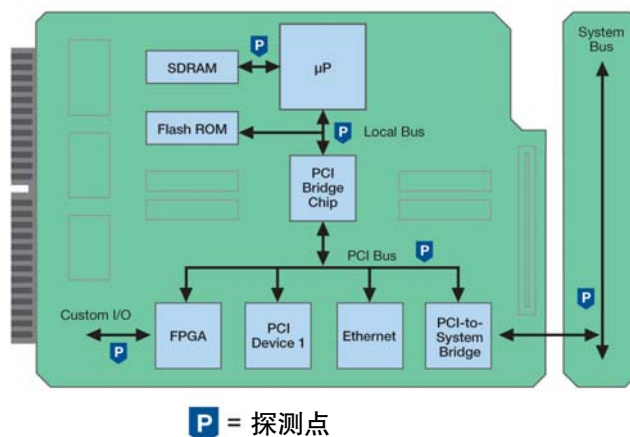 System
Bus
P
SDRAM
µP
Flash ROM
P
Local Bus
PCI
Bridge
Chip
PCI Bus
P
Custom I/O
P
FPGA
PCI
Device 1
Ethernet
PCI-to-
System
Bridge
P
P = 探测点